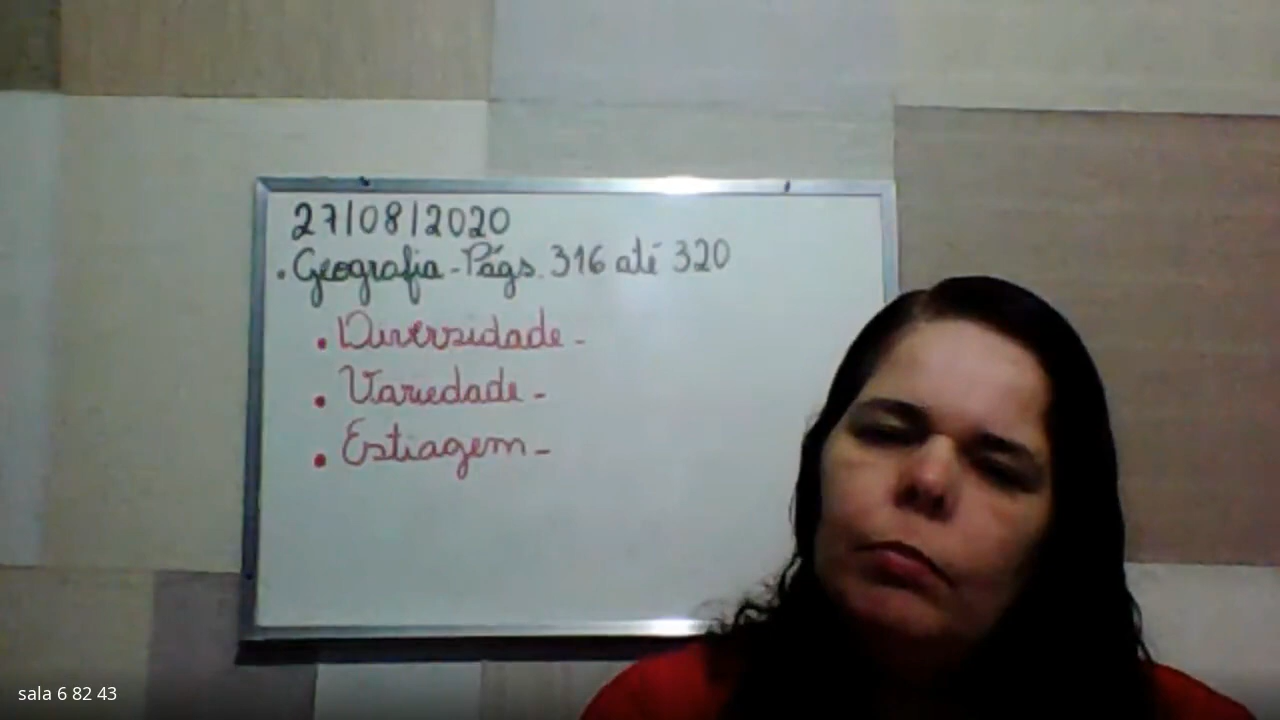 27/08/2020
. Geografia - Págs. 316 até 320
. Diversidade -
. Variedade -
. Estiagem -
sala 6 82 43